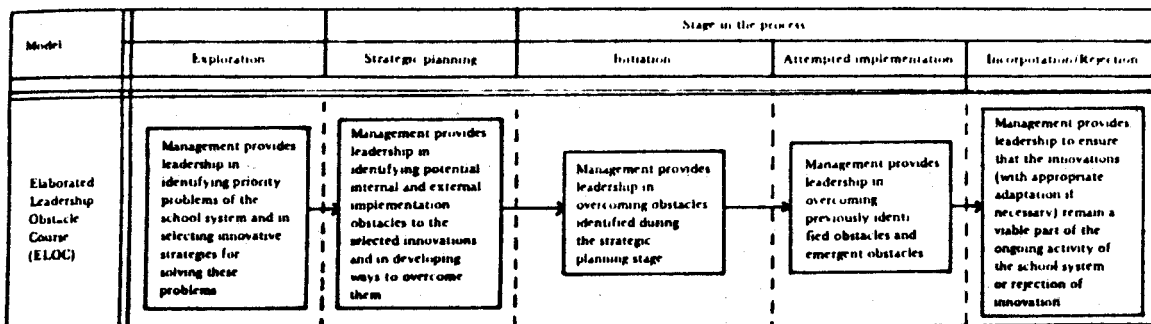 Stage in the process
Model
Exploration
Strategic planning
Initiation
Attempted implementation
Incorporation/Rejection
Elaborated
Leadership
Obstacle
Course
(ELOC)
Management provides
leadership in
identifying priority
problems of the
school system and in
selecting innovative
strategies for
solving these
problems
Management provides
leadership in
identifying potential
internal and external
implementation
obstacles to the
selected innovations
and in developing
ways to overcome
them
Management provides
leadership in
overcoming obstacles
identified during
the strategic
planning stage
Management provides
leadership in
overcoming
previously identi
fied obstacles and
emergent obstacles
Management provides
leadership to ensure
that the innovations
(with appropriate
adaptation if
necessary) remain a
viable part of the
ongoing activity of
the school system
or rejection of
innovation